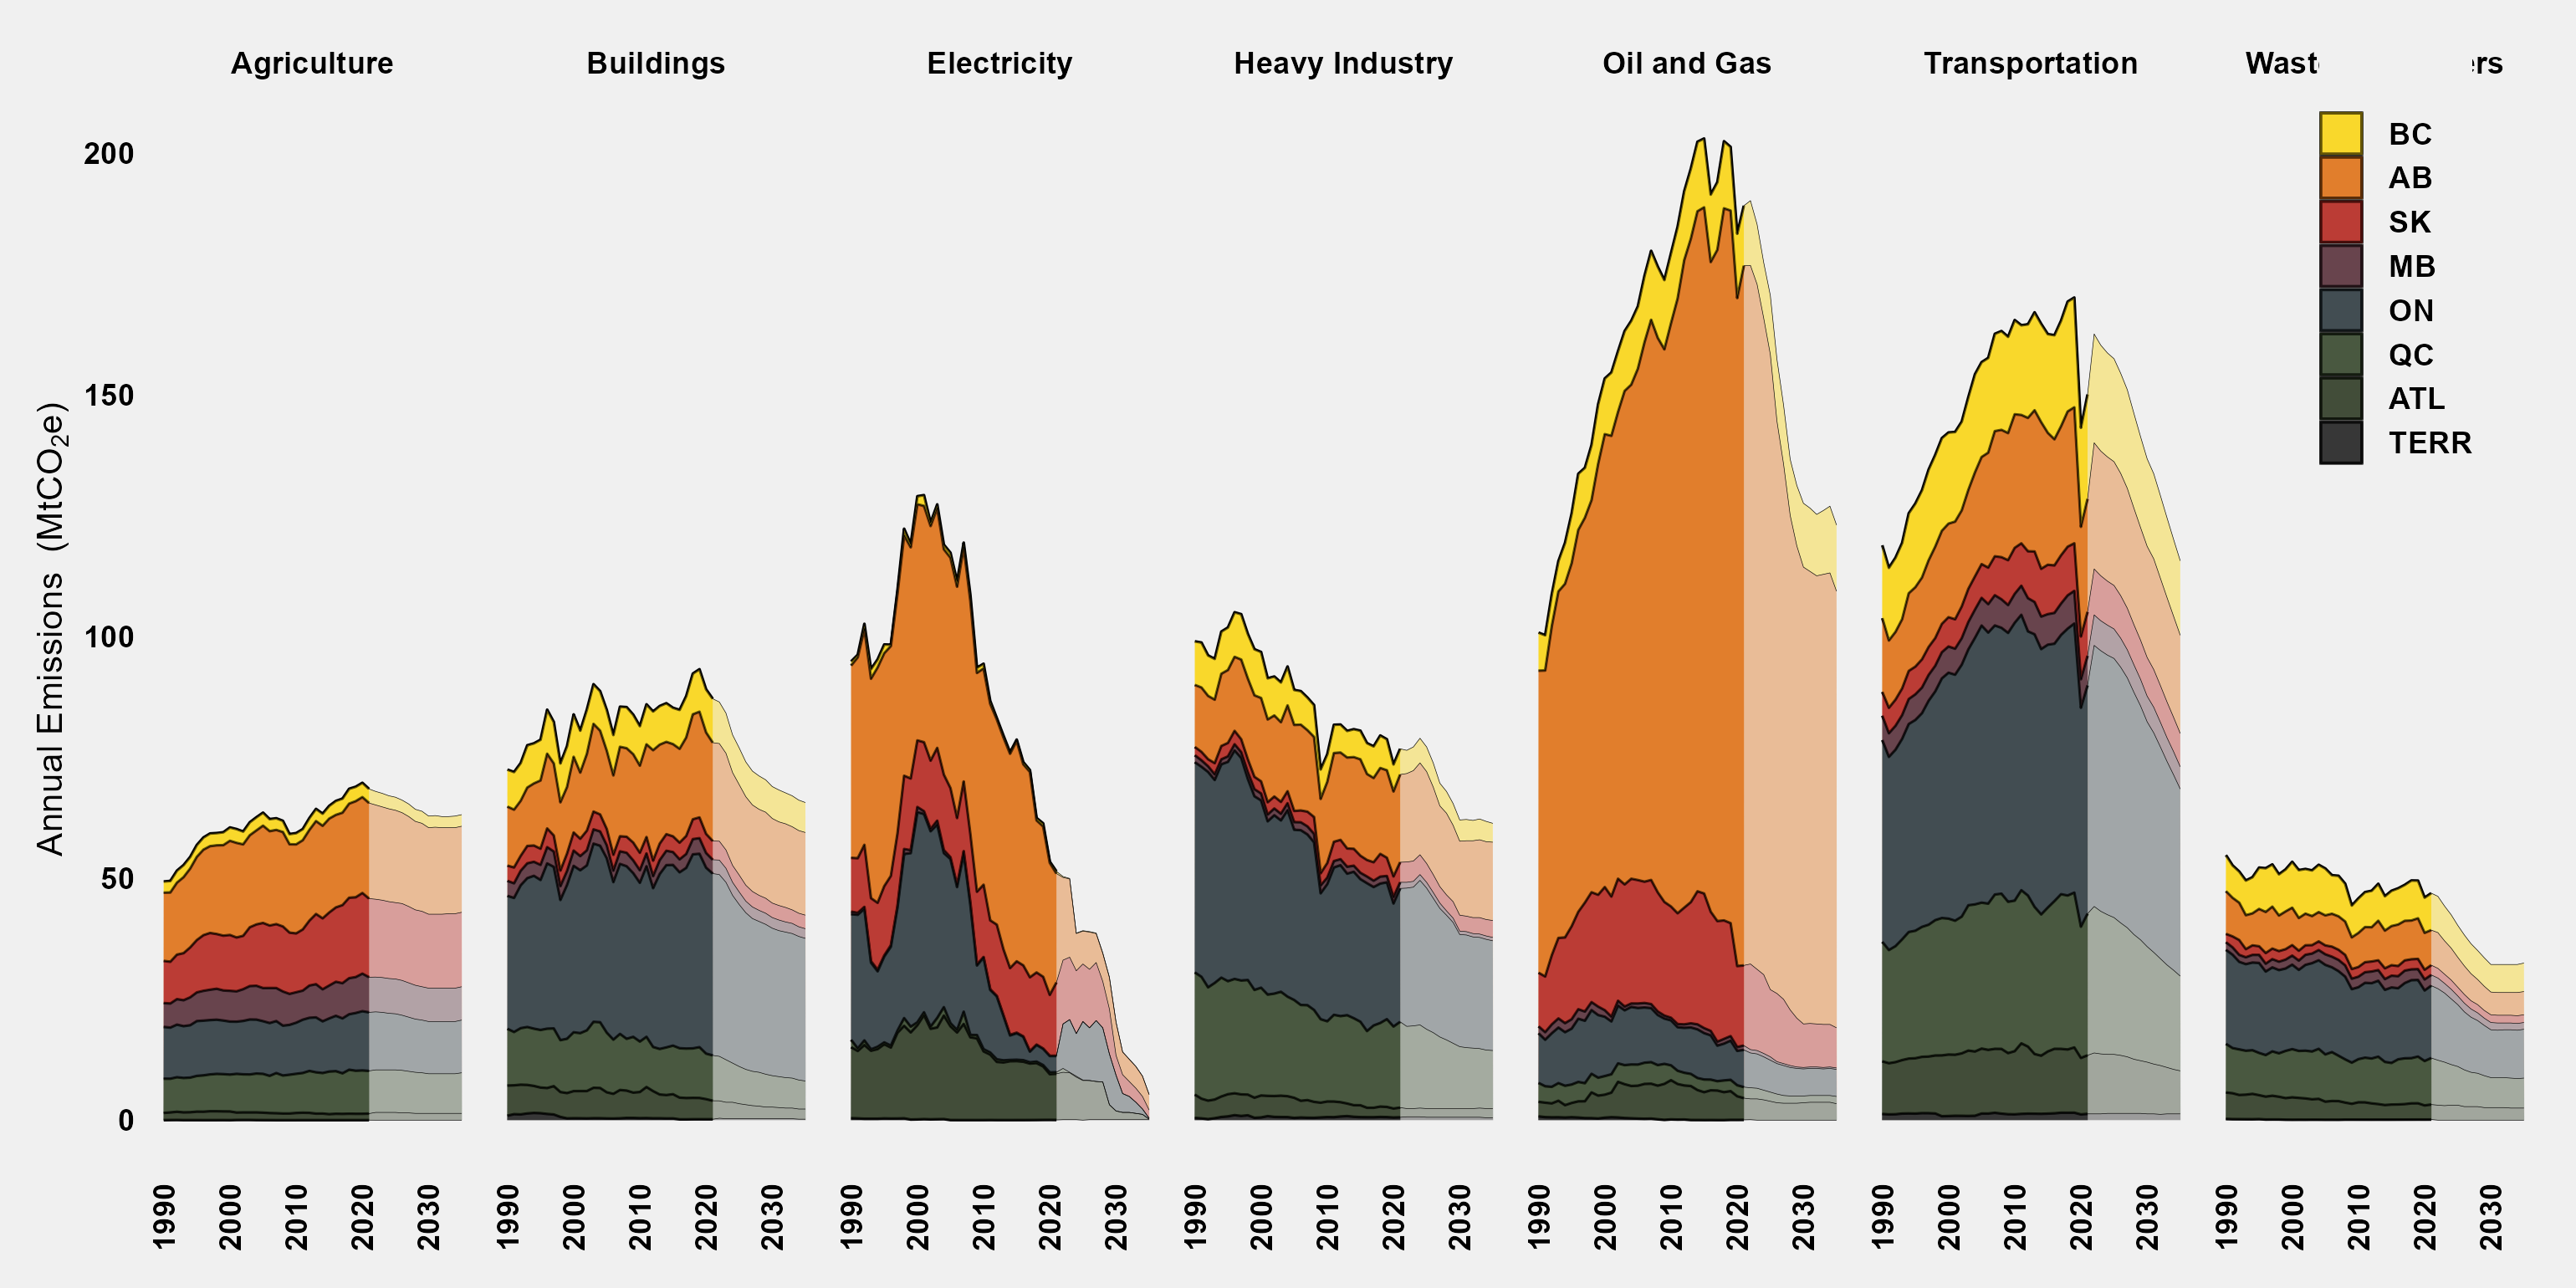 Agriculture Buildings Electricity Heavy Industry Oil and Gas Transportation
BC
AB
SK
MB
ON
QC
ATL
TERR
Annual Emissions (MtCO₂e)
200
150
100
50
0
1990 2000 2010 2020 2030 1990 2000 2010 2020 2030 1990 2000 2010 2020 2030 1990 2000 2010 2020 2030 1990 2000 2010 2020 2030 1990 2000 2010 2020 2030 1990 2000 2010 2020 2030